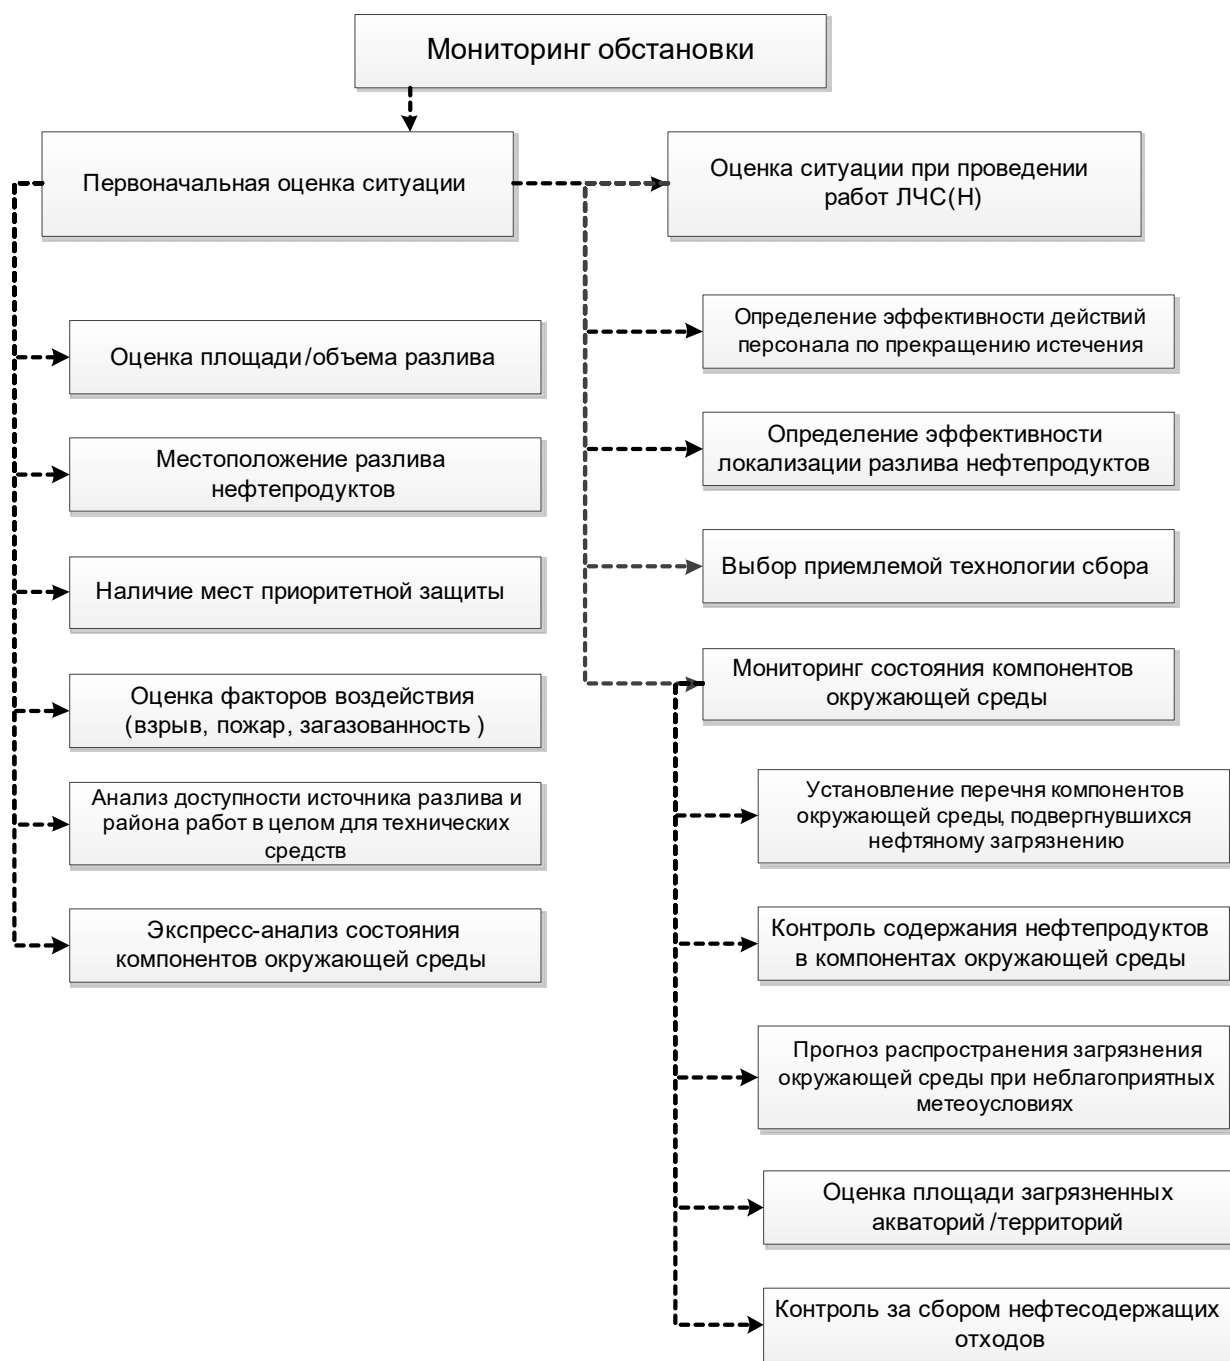 Мониторинг обстановки
Первоначальная оценка ситуации
Оценка площади/объема разлива
Местоположение разлива
нефтепродуктов
Наличие мест приоритетной защиты
Оценка факторов воздействия
(взрыв, пожар, загазованность )
Анализ доступности источника разлива и
района работ в целом для технических
средств
Экспресс-анализ состояния
компонентов окружающей среды
Оценка ситуации при проведении
работ ЛЧС(Н)
Определение эффективности действий
персонала по прекращению истечения
Определение эффективности
локализации разлива нефтепродуктов
Выбор приемлемой технологии сбора
Мониторинг состояния компонентов
окружающей среды
Установление перечня компонентов
окружающей среды, подвергнувшихся
нефтяному загрязнению
Контроль содержания нефтепродуктов
в компонентах окружающей среды
Прогноз распространения загрязнения
окружающей среды при неблагоприятных
метеоусловиях
Оценка площади загрязненных
акваторий /территорий
Контроль за сбором нефтесодержащих
отходов